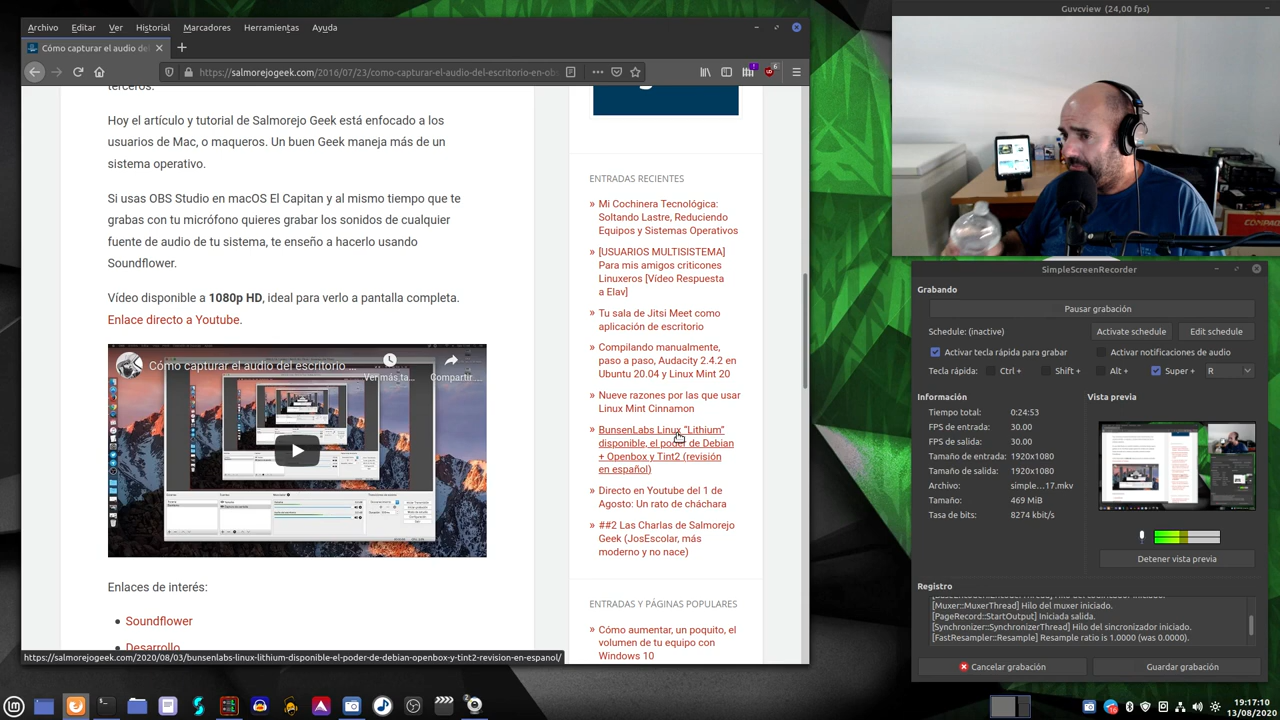 Archivo Editar Ver Historial Marcadores Herramientas Ayuda
Cómo capturar el audio del
https://salmorejogeek.com/2016/07/23/como-capturar-el-audio-del-escritorio-en-obs
terceros.
Hoy el artículo y tutorial de Salmorejo Geek está enfocado a los
usuarios de Mac, o maqueros. Un buen Geek maneja más de un
sistema operativo.
Si usas OBS Studio en macOS El Capitan y al mismo tiempo que te
grabas con tu micrófono quieres grabar los sonidos de cualquier
fuente de audio de tu sistema, te enseño a hacerlo usando
Soundflower.
Vídeo disponible a 1080p HD, ideal para verlo a pantalla completa.
Enlace directo a Youtube.
Cómo capturar el audio del escritorio ...
Ver más ta...
Compartir...
Enlaces de interés:
Soundflower
Desarrollo
https://salmorejogeek.com/2020/08/03/bunsenlabs-linux-lithium-disponible-el-poder-de-debian-openbox-y-tint2-revision-en-espanol/
ENTRADAS RECIENTES
» Mi Cochinera Tecnológica:
Soltando Lastre, Reduciendo
Equipos y Sistemas Operativos
» [USUARIOS MULTISISTEMA]
Para mis amigos criticones
Linuxeros [Vídeo Respuesta
a Elav]
» Tu sala de Jitsi Meet como
aplicación de escritorio
» Compilando manualmente,
paso a paso, Audacity 2.4.2 en
Ubuntu 20.04 y Linux Mint 20
» Nueve razones por las que usar
Linux Mint Cinnamon
» BunsenLabs Linux "Lithium"
disponible, el poder de Debian
+ Openbox y Tint2 (revisión
en español)
» Directo en Youtube del 1 de
Agosto: Un rato de cháchara
» ##2 Las Charlas de Salmorejo
Geek (JosEscolar, más
moderno y no nace)
ENTRADAS Y PÁGINAS POPULARES
» Cómo aumentar, un poquito, el
volumen de tu equipo con
Windows 10
Guvcview (24,00 fps)
COMPAQ
SimpleScreenRecorder
Grabando
Pausar grabación
Schedule: (inactive) Activate schedule Edit schedule
Activar tecla rápida para grabar Activar notificaciones de audio
Tecla rápida: Ctrl + Shift + Alt + Super + R
Información
Tiempo total: 0:24:53
FPS de entrada: 30.00
FPS de salida: 30.00
Tamaño de entrada: 1920x1080
Tamaño de salida: 1920x1080
Archivo: simple....17.mkv
Tamaño: 469 MiB
Tasa de bits: 8274 kbit/s
Vista previa
Detener vista previa
Registro
[Muxer::MuxerThread] Hilo del muxer iniciado.
[PageRecord::StartOutput] Iniciada salida.
[Synchronizer::SynchronizerThread] Hilo del sincronizador iniciado.
[FastResampler::Resample] Resample ratio is 1.0000 (was 0.0000).
Cancelar grabación Guardar grabación
19:17:10
13/08/2020